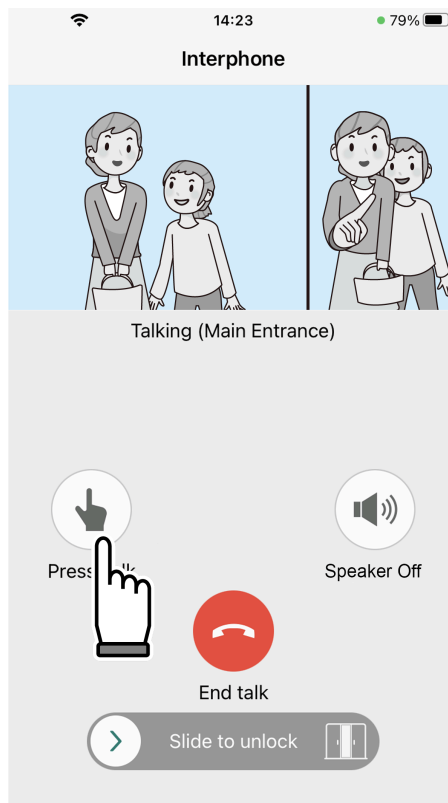 14:23
79%
Interphone
Talking (Main Entrance)
Press
Speaker Off
End talk
Slide to unlock